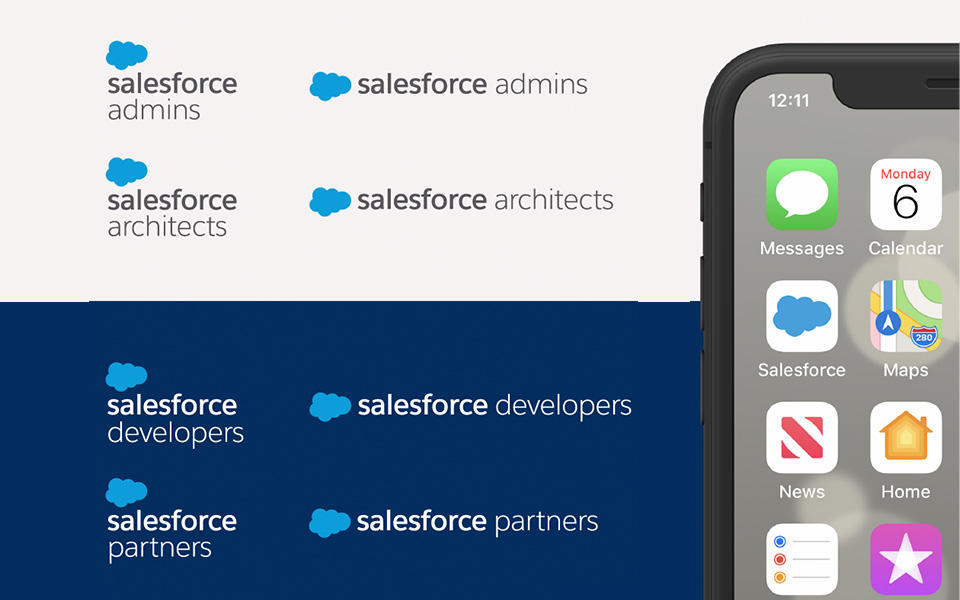 salesforce
admins
salesforce admins
salesforce
architects
salesforce architects
salesforce
developers
salesforce developers
salesforce
partners
salesforce partners
12:11
Monday
6
Messages
Calendar
280
Salesforce
Maps
News
Home